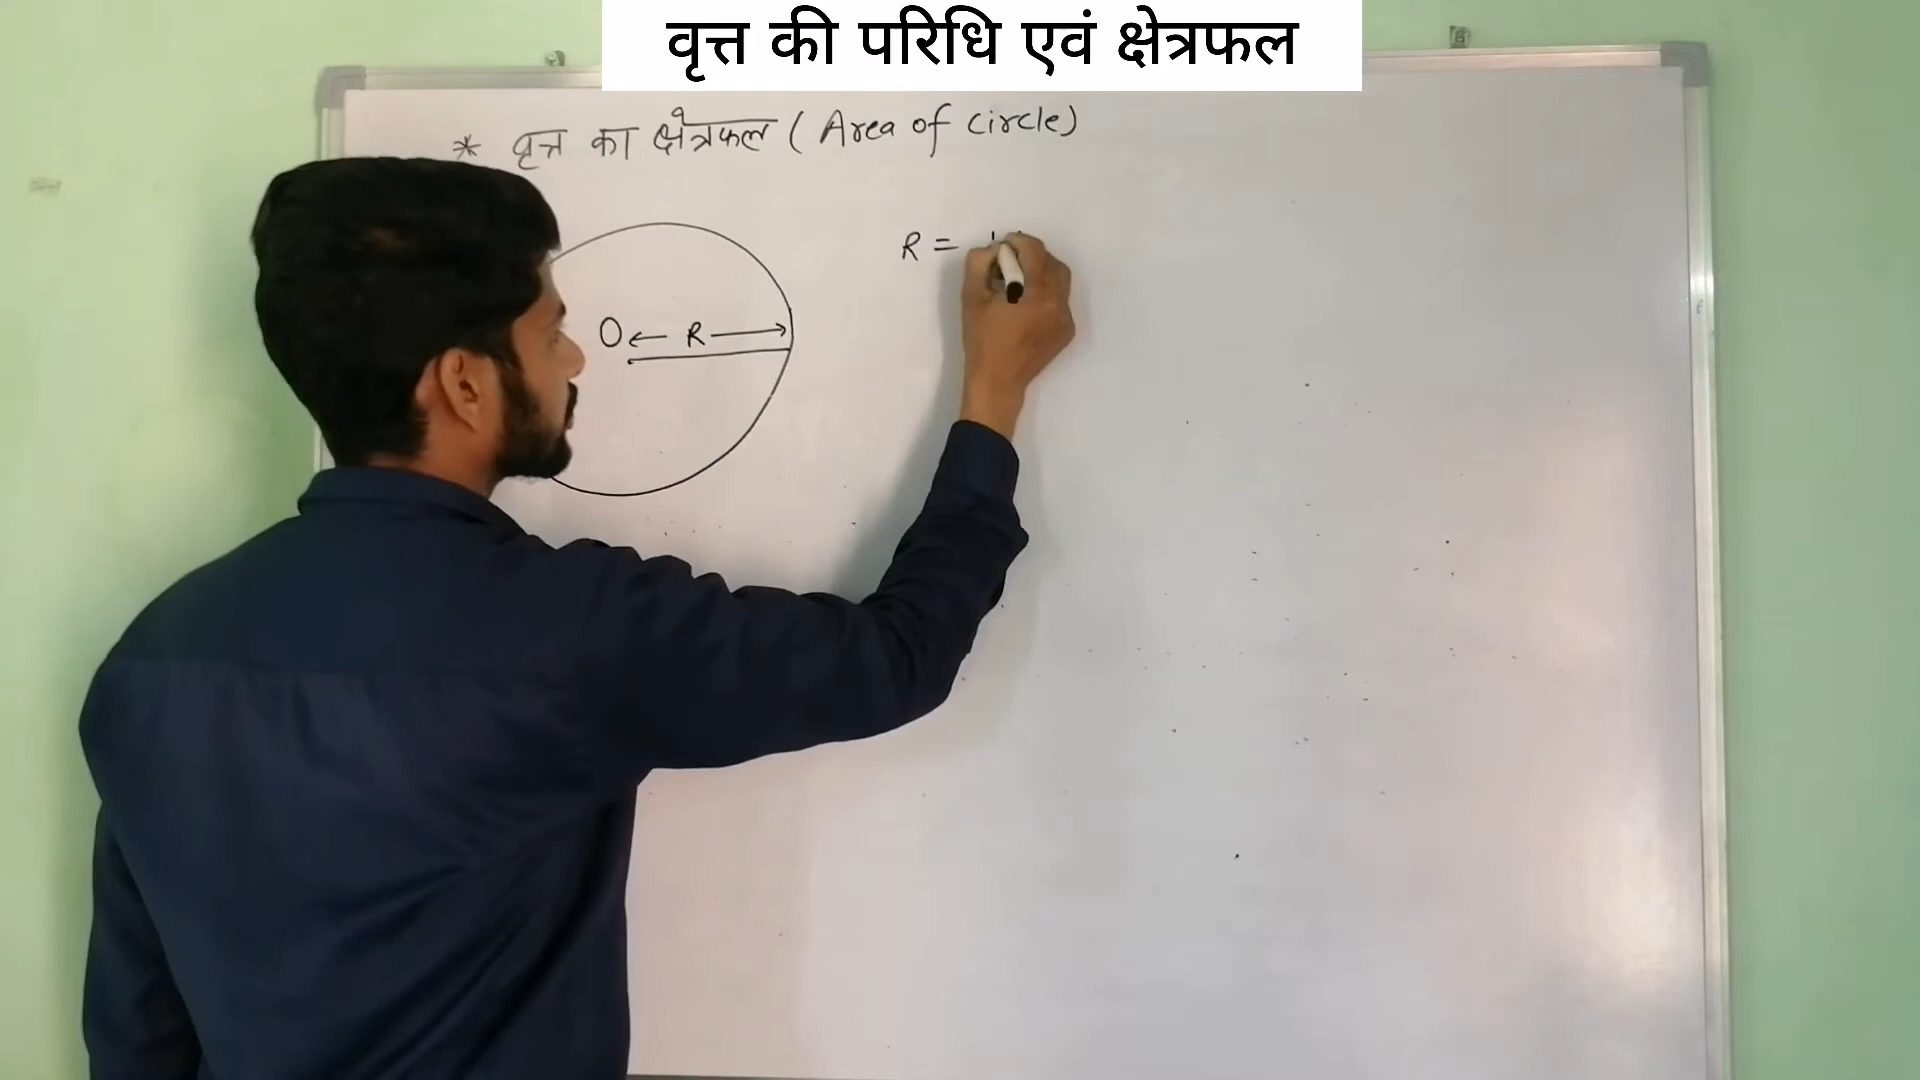 वृत्त की परिधि एवं क्षेत्रफल
* वृत्त का क्षेत्रफल ( Area of circle)
R =
O ← R →